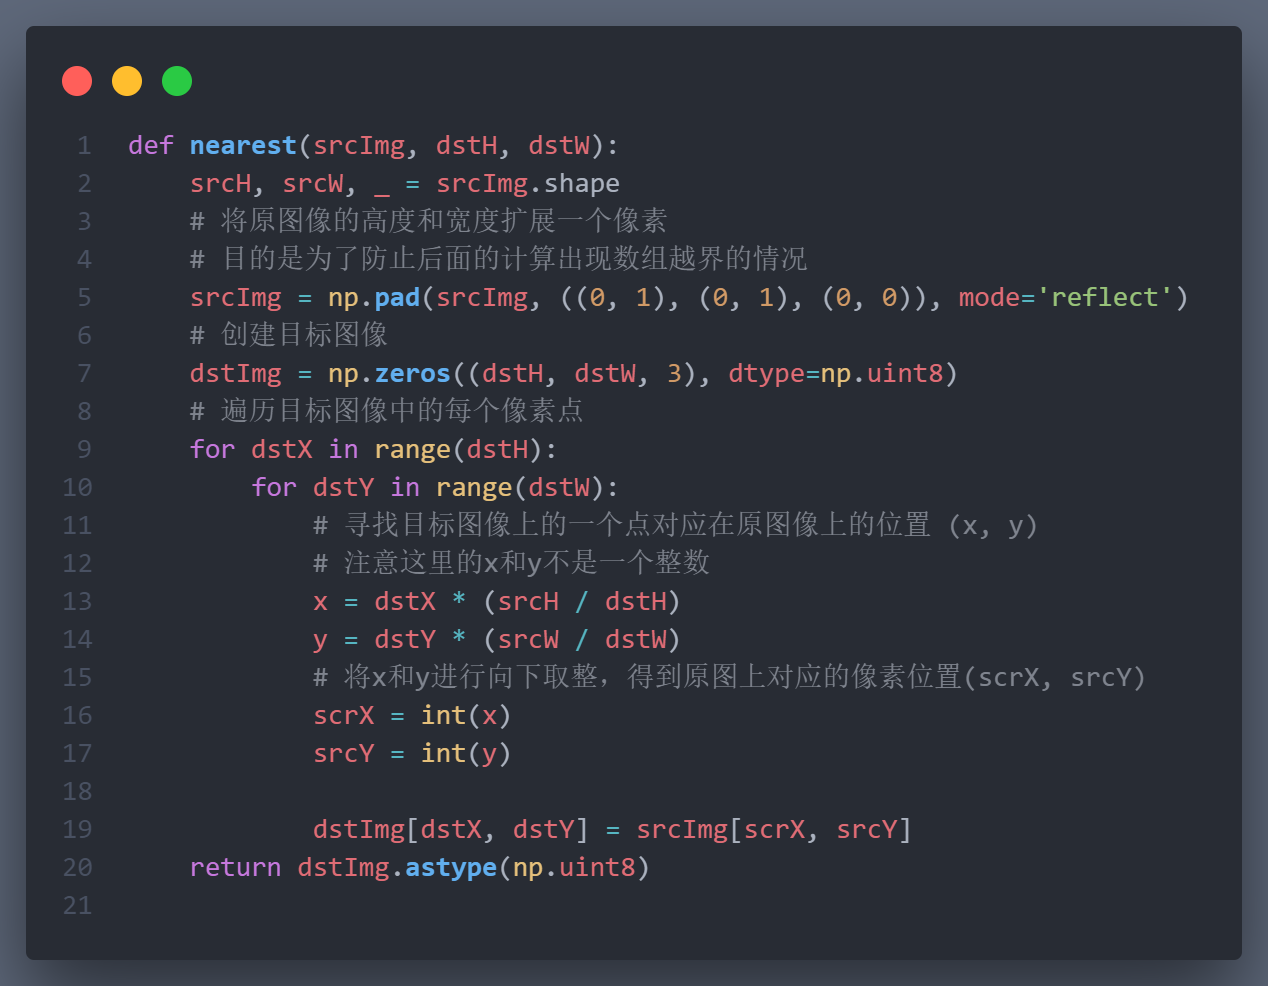 1 def nearest(srcImg, dstH, dstW):
2     srcH, srcW, _ = srcImg.shape
3     # 将原图像的高度和宽度扩展一个像素
4     # 目的是为了防止后面的计算出现数组越界的情况
5     srcImg = np.pad(srcImg, ((0, 1), (0, 1), (0, 0)), mode='reflect')
6     # 创建目标图像
7     dstImg = np.zeros((dstH, dstW, 3), dtype=np.uint8)
8     # 遍历目标图像中的每个像素点
9     for dstX in range(dstH):
10         for dstY in range(dstW):
11             # 寻找目标图像上的一个点对应在原图像上的位置 (x, y)
12             # 注意这里的x和y不是一个整数
13             x = dstX * (srcH / dstH)
14             y = dstY * (srcW / dstW)
15             # 将x和y进行向下取整，得到原图上对应的像素位置(scrX, srcY)
16             scrX = int(x)
17             srcY = int(y)
18
19             dstImg[dstX, dstY] = srcImg[scrX, srcY]
20     return dstImg.astype(np.uint8)
21